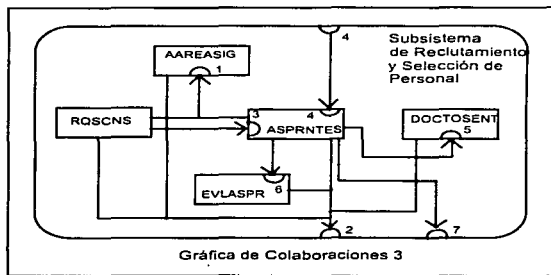 4
Subsistema
de Reclutamiento
y Selección de
Personal
AAREASIG
1
RQSCNS
3
4
ASPRNTES
DOCTOSENT
5
EVLASPR
6
2
7
Gráfica de Colaboraciones 3